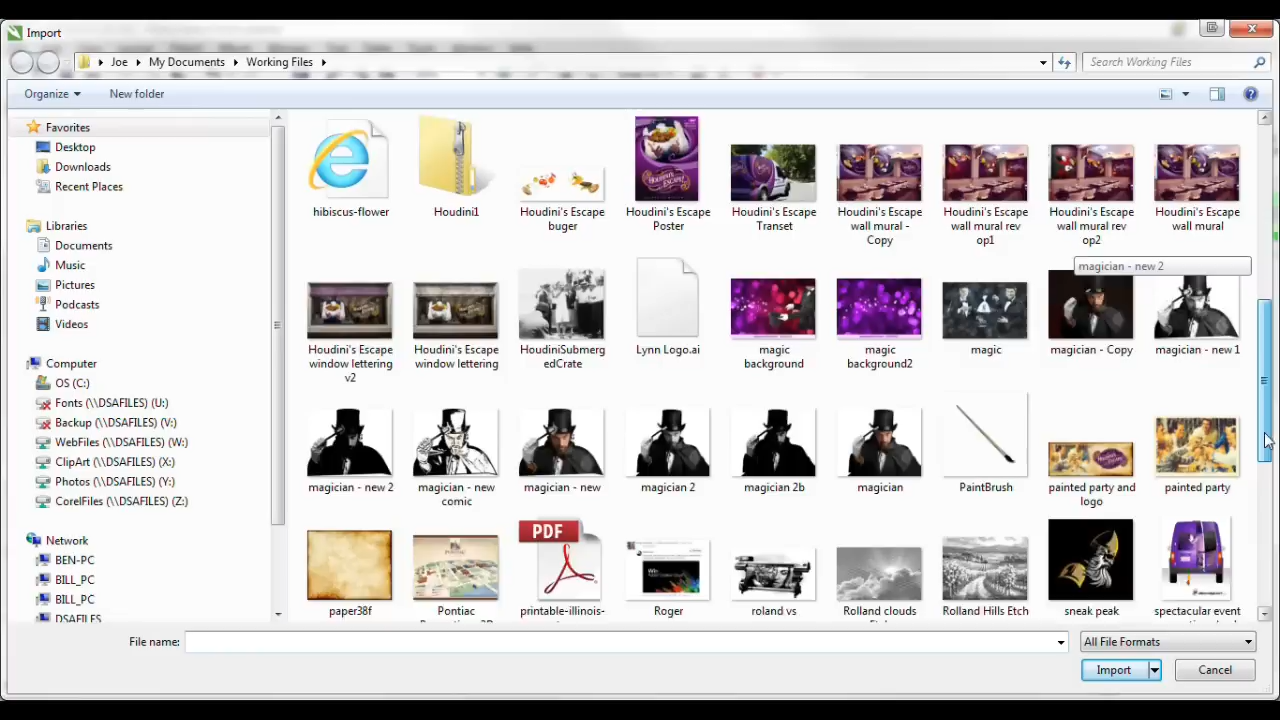 Import
Joe
My Documents
Working Files
Search Working Files
Organize
New folder
Favorites
Desktop
Downloads
Recent Places
Libraries
Documents
Music
Pictures
Podcasts
Videos
Computer
OS (C:)
Fonts (\\DSAFILES) (U:)
Backup (\\DSAFILES) (V:)
WebFiles (\\DSAFILES) (W:)
ClipArt (\\DSAFILES) (X:)
Photos (\\DSAFILES) (Y:)
CorelFiles (\\DSAFILES) (Z:)
Network
BEN-PC
BILL_PC
BILL_PC
DSAFILES
hibiscus-flower
Houdini1
Houdini's Escape
buger
Houdini's Escape
Poster
Houdini's Escape
Transet
Houdini's Escape
wall mural -
Copy
Houdini's Escape
wall mural rev
op1
Houdini's Escape
wall mural rev
op2
Houdini's Escape
wall mural
magician - new 2
Houdini's Escape
window lettering
v2
Houdini's Escape
window lettering
HoudiniSubmerg
edCrate
Lynn Logo.ai
magic
background
magic
background2
magic
magician - Copy
magician - new 1
magician - new 2
magician - new
comic
magician - new
magician 2
magician 2b
magician
PaintBrush
painted party and
logo
painted party
paper38f
Pontiac
PDF
printable-illinois-
Roger
roland vs
Rolland clouds
Rolland Hills Etch
sneak peak
spectacular event
File name:
All File Formats
Import
Cancel